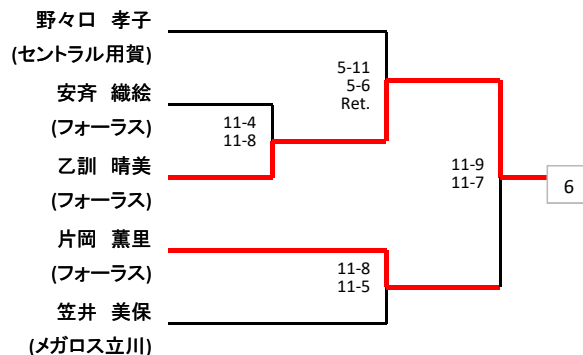 野々口 孝子
(セントラル用賀)
安斉 織絵
(フォーラス)
乙訓 晴美
(フォーラス)
片岡 薫里
(フォーラス)
笠井 美保
(メガロス立川)
11-4
11-8
5-11
5-6
Ret.
11-8
11-5
11-9
11-7
6